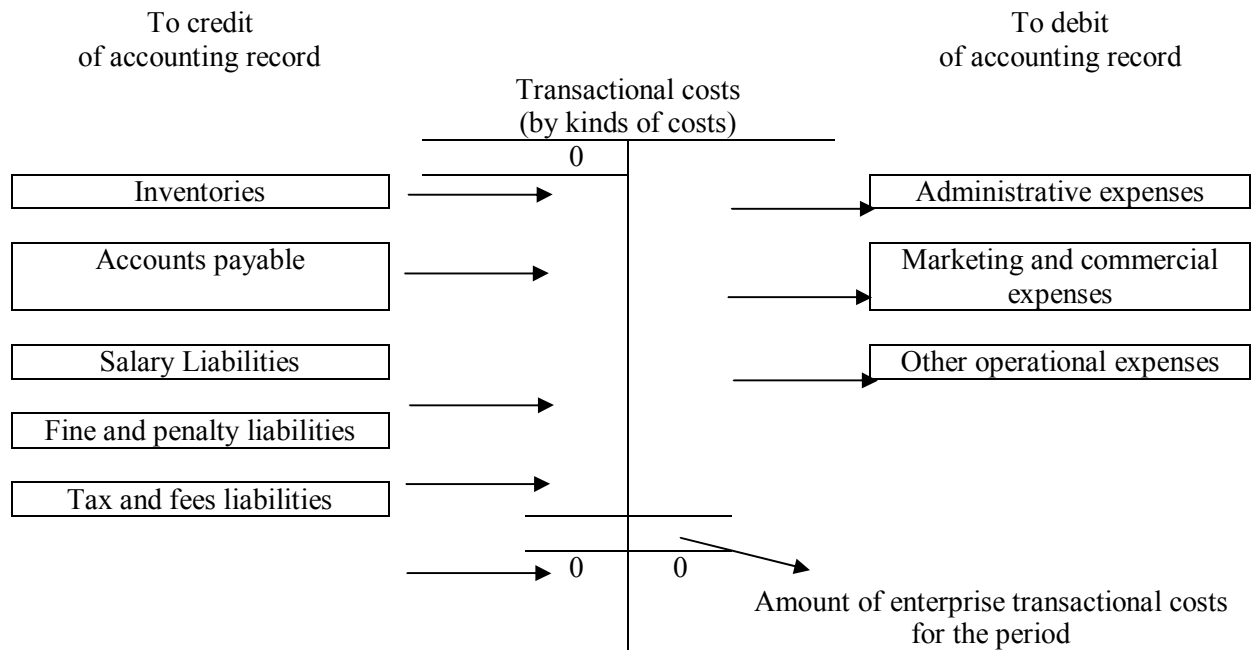 To credit
of accounting record
To debit
of accounting record
Transactional costs
(by kinds of costs)
0
Inventories
Administrative expenses
Accounts payable
Marketing and commercial
expenses
Salary Liabilities
Other operational expenses
Fine and penalty liabilities
Tax and fees liabilities
0 0
Amount of enterprise transactional costs
for the period